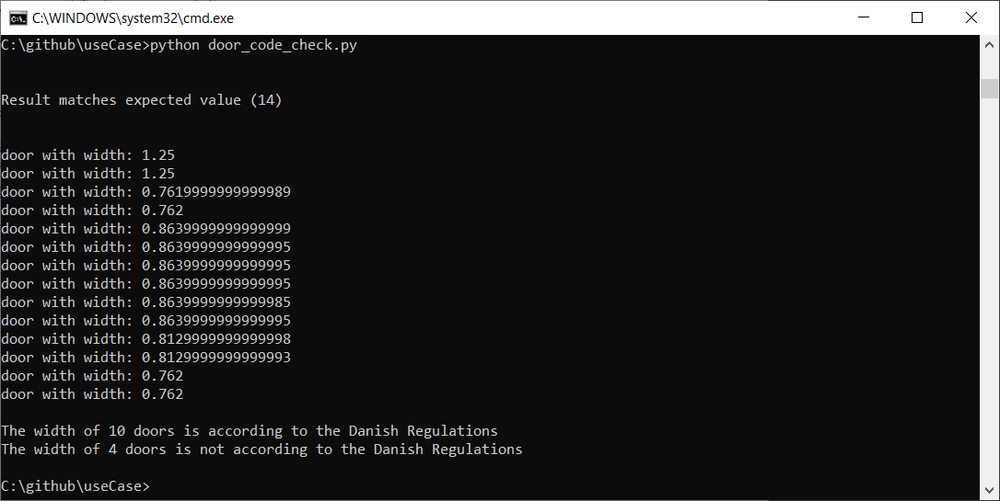 C:\WINDOWS\system32\cmd.exe
C:\github\useCase>python door_code_check.py
Result matches expected value (14)
door with width: 1.25
door with width: 1.25
door with width: 0.7619999999999989
door with width: 0.762
door with width: 0.8639999999999999
door with width: 0.8639999999999995
door with width: 0.8639999999999995
door with width: 0.8639999999999995
door with width: 0.8639999999999985
door with width: 0.8639999999999995
door with width: 0.8129999999999998
door with width: 0.8129999999999993
door with width: 0.762
door with width: 0.762
The width of 10 doors is according to the Danish Regulations
The width of 4 doors is not according to the Danish Regulations
C:\github\useCase>